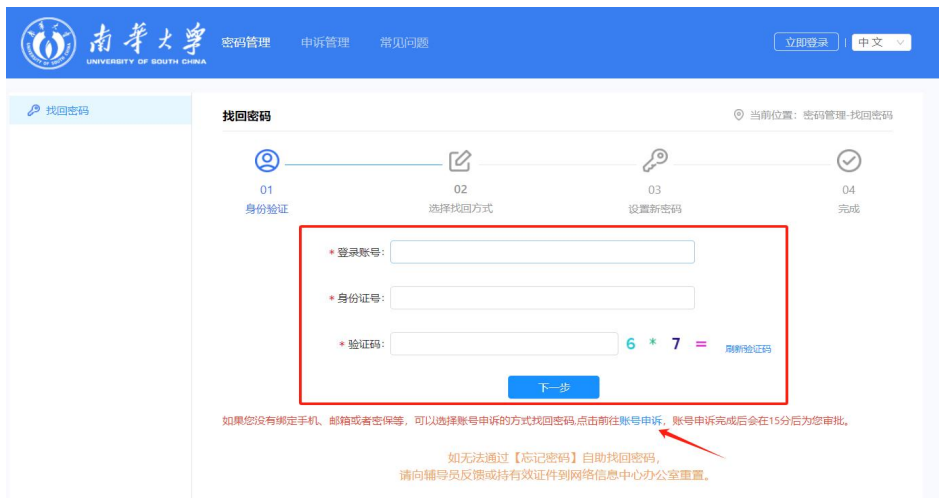 南华大学
UNIVERSITY OF SOUTH CHINA
密码管理 申诉管理 常见问题 立即登录 | 中文
找回密码
找回密码 当前位置：密码管理-找回密码
01 02 03 04
身份验证 选择找回方式 设置新密码 完成
* 登录账号：
* 身份证号：
* 验证码： 6 * 7 = 刷新验证码
下一步
如果您没有绑定手机、邮箱或者密保等，可以选择账号申诉的方式找回密码,点击前往账号申诉，账号申诉完成后会在15分后为您审批。
如无法通过【忘记密码】自助找回密码，
请向辅导员反馈或持有效证件到网络信息中心办公室重置。